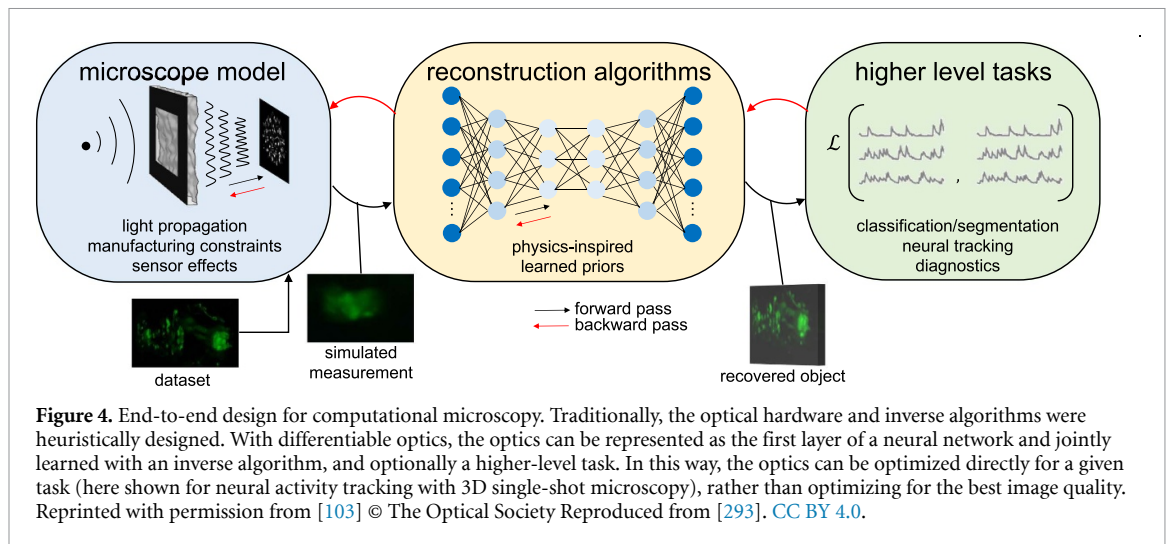 microscope model
reconstruction algorithms
higher level tasks
ℒ
,
light propagation
manufacturing constraints
sensor effects
physics-inspired
learned priors
classification/segmentation
neural tracking
diagnostics
forward pass
backward pass
dataset
simulated
measurement
recovered object
Figure 4. End-to-end design for computational microscopy. Traditionally, the optical hardware and inverse algorithms were
heuristically designed. With differentiable optics, the optics can be represented as the first layer of a neural network and jointly
learned with an inverse algorithm, and optionally a higher-level task. In this way, the optics can be optimized directly for a given
task (here shown for neural activity tracking with 3D single-shot microscopy), rather than optimizing for the best image quality.
Reprinted with permission from [103] © The Optical Society Reproduced from [293]. CC BY 4.0.